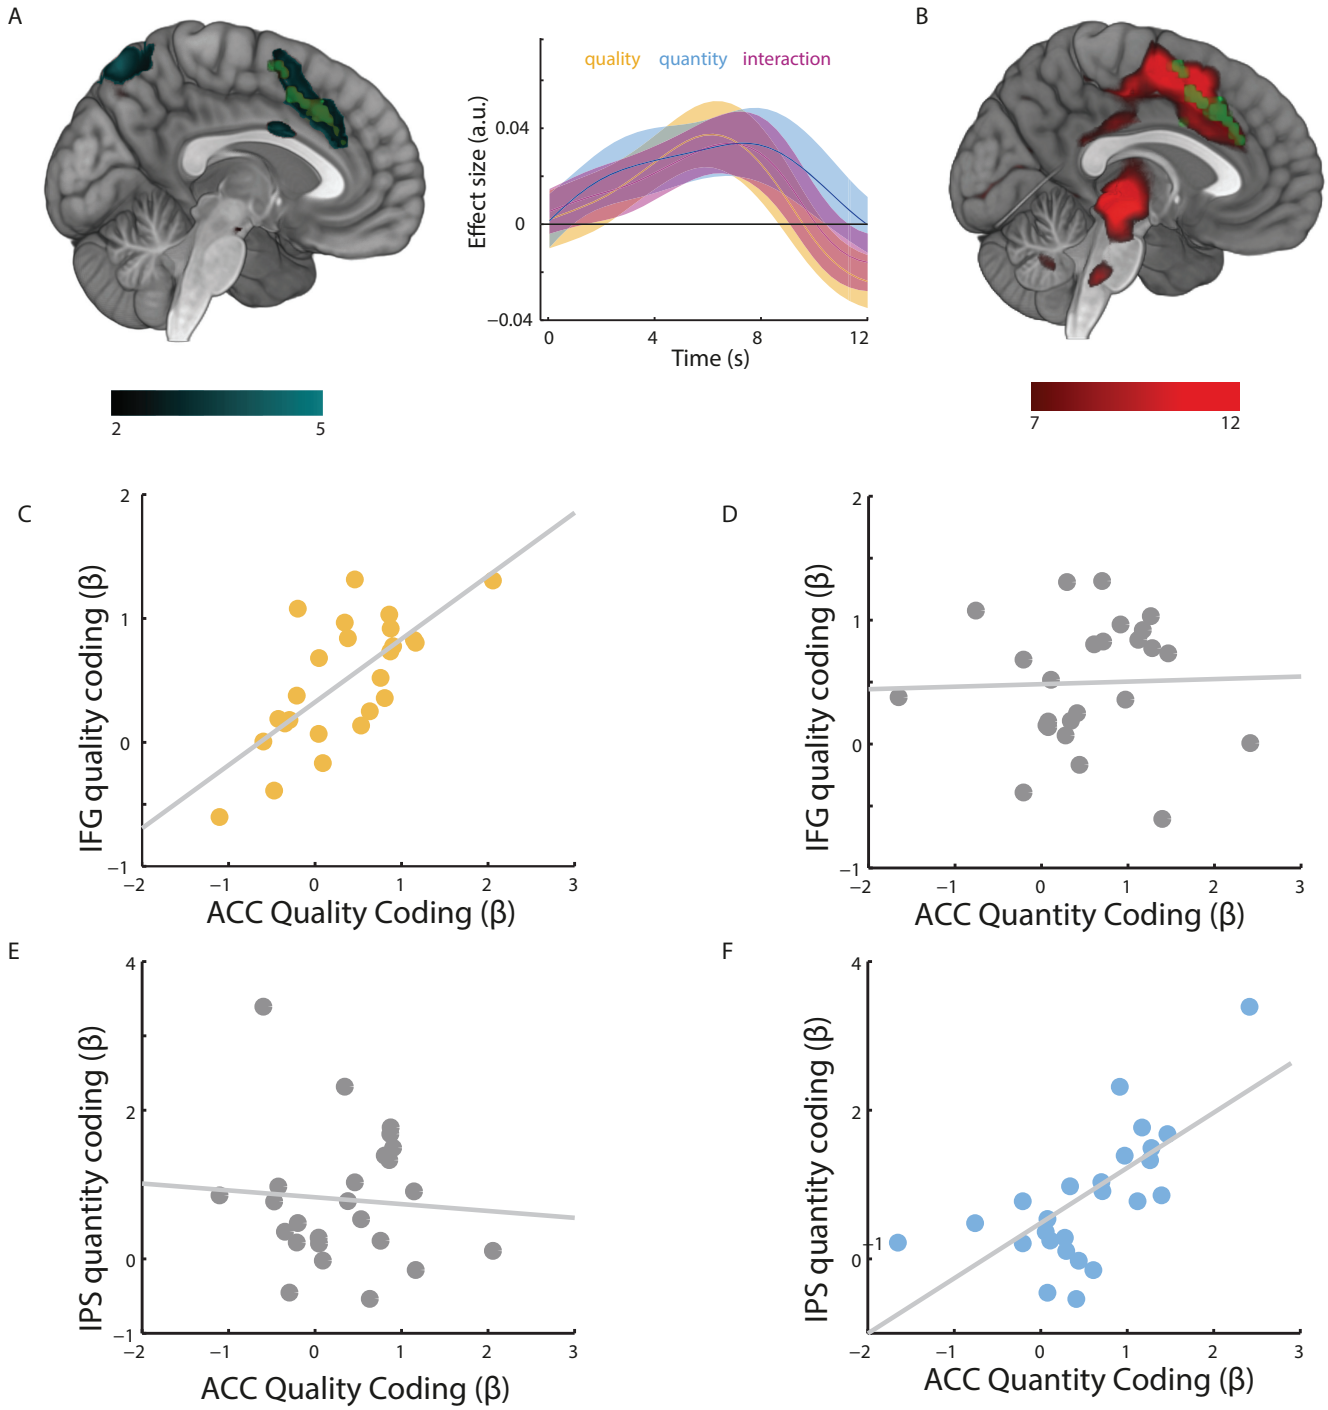 A
B
quality quantity interaction
Effect size (a.u.)
0.04
0
−0.04
0 4 8 12
Time (s)
2 5
7 12
C
IFG quality coding (β)
2
1
0
−1
−2 −1 0 1 2 3
ACC Quality Coding (β)
D
IFG quality coding (β)
2
1
0
−1
−2 −1 0 1 2 3
ACC Quantity Coding (β)
E
IPS quantity coding (β)
4
2
0
−1
−2 −1 0 1 2 3
ACC Quality Coding (β)
F
IPS quantity coding (β)
4
2
−1
0
−2 −1 0 1 2 3
ACC Quantity Coding (β)